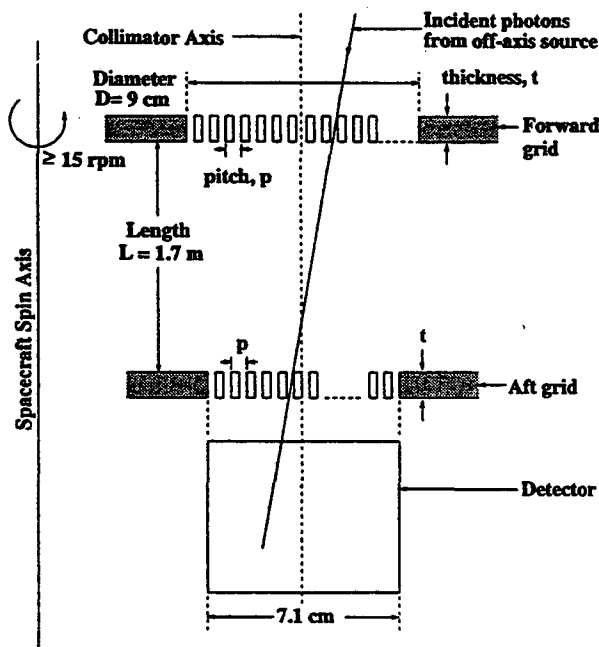 Collimator Axis
Incident photons
from off-axis source
Diameter
D= 9 cm
thickness, t
Forward
grid
≥ 15 rpm
pitch, p
Length
L = 1.7 m
Spacecraft Spin Axis
p
t
Aft grid
Detector
7.1 cm